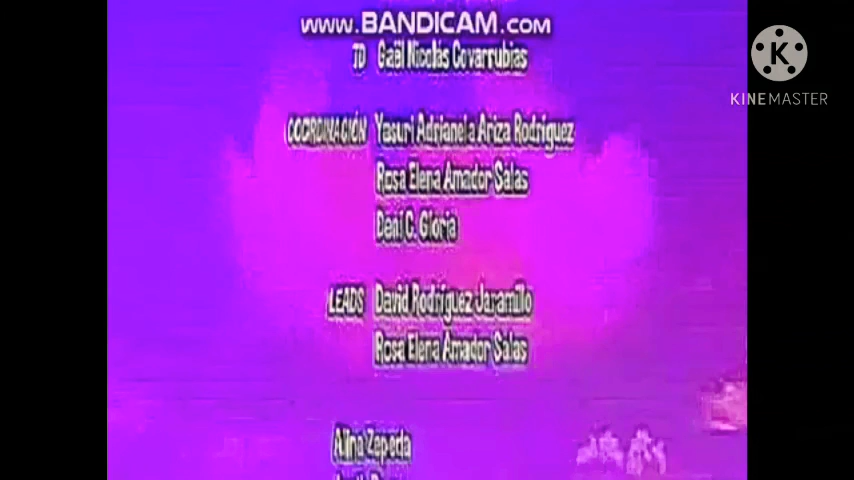 www.BANDICAM.com
TD Gaël Nicolás Covarrubias
KINEMASTER
COORDINACIÓN Yasuri Adrianela Ariza Rodríguez
Rosa Elena Amador Salas
Deni C. Gloria
LEADS David Rodríguez Jaramillo
Rosa Elena Amador Salas
Alina Zepeda